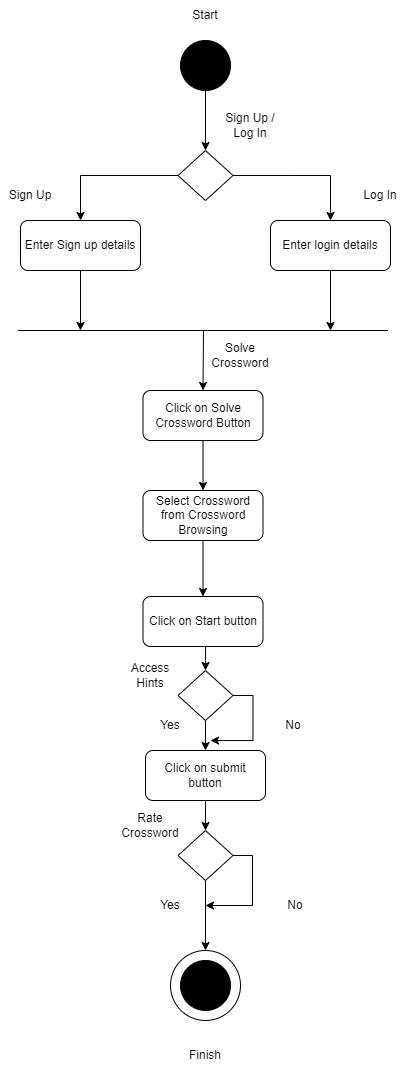 Start
Sign Up /
Log In
Sign Up
Log In
Enter Sign up details
Enter login details
Solve
Crossword
Click on Solve
Crossword Button
Select Crossword
from Crossword
Browsing
Click on Start button
Access
Hints
Yes
No
Click on submit
button
Rate
Crossword
Yes
No
Finish